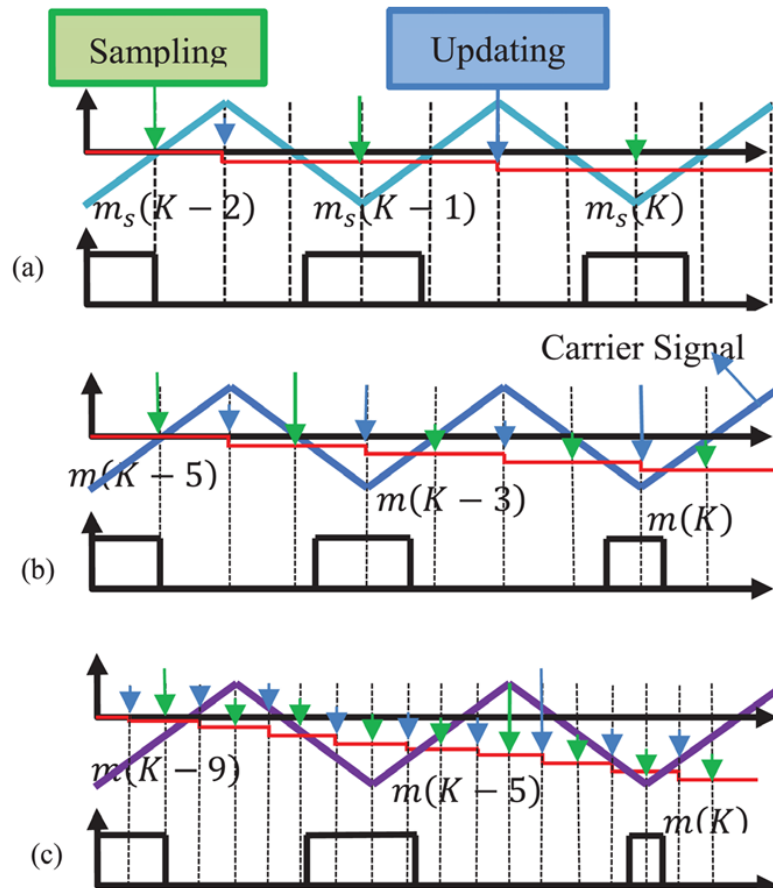 Sampling Updating
m_s(K − 2) m_s(K − 1) m_s(K)
(a)
Carrier Signal
m(K − 5) m(K − 3) m(K)
(b)
m(K − 9) m(K − 5) m(K)
(c)